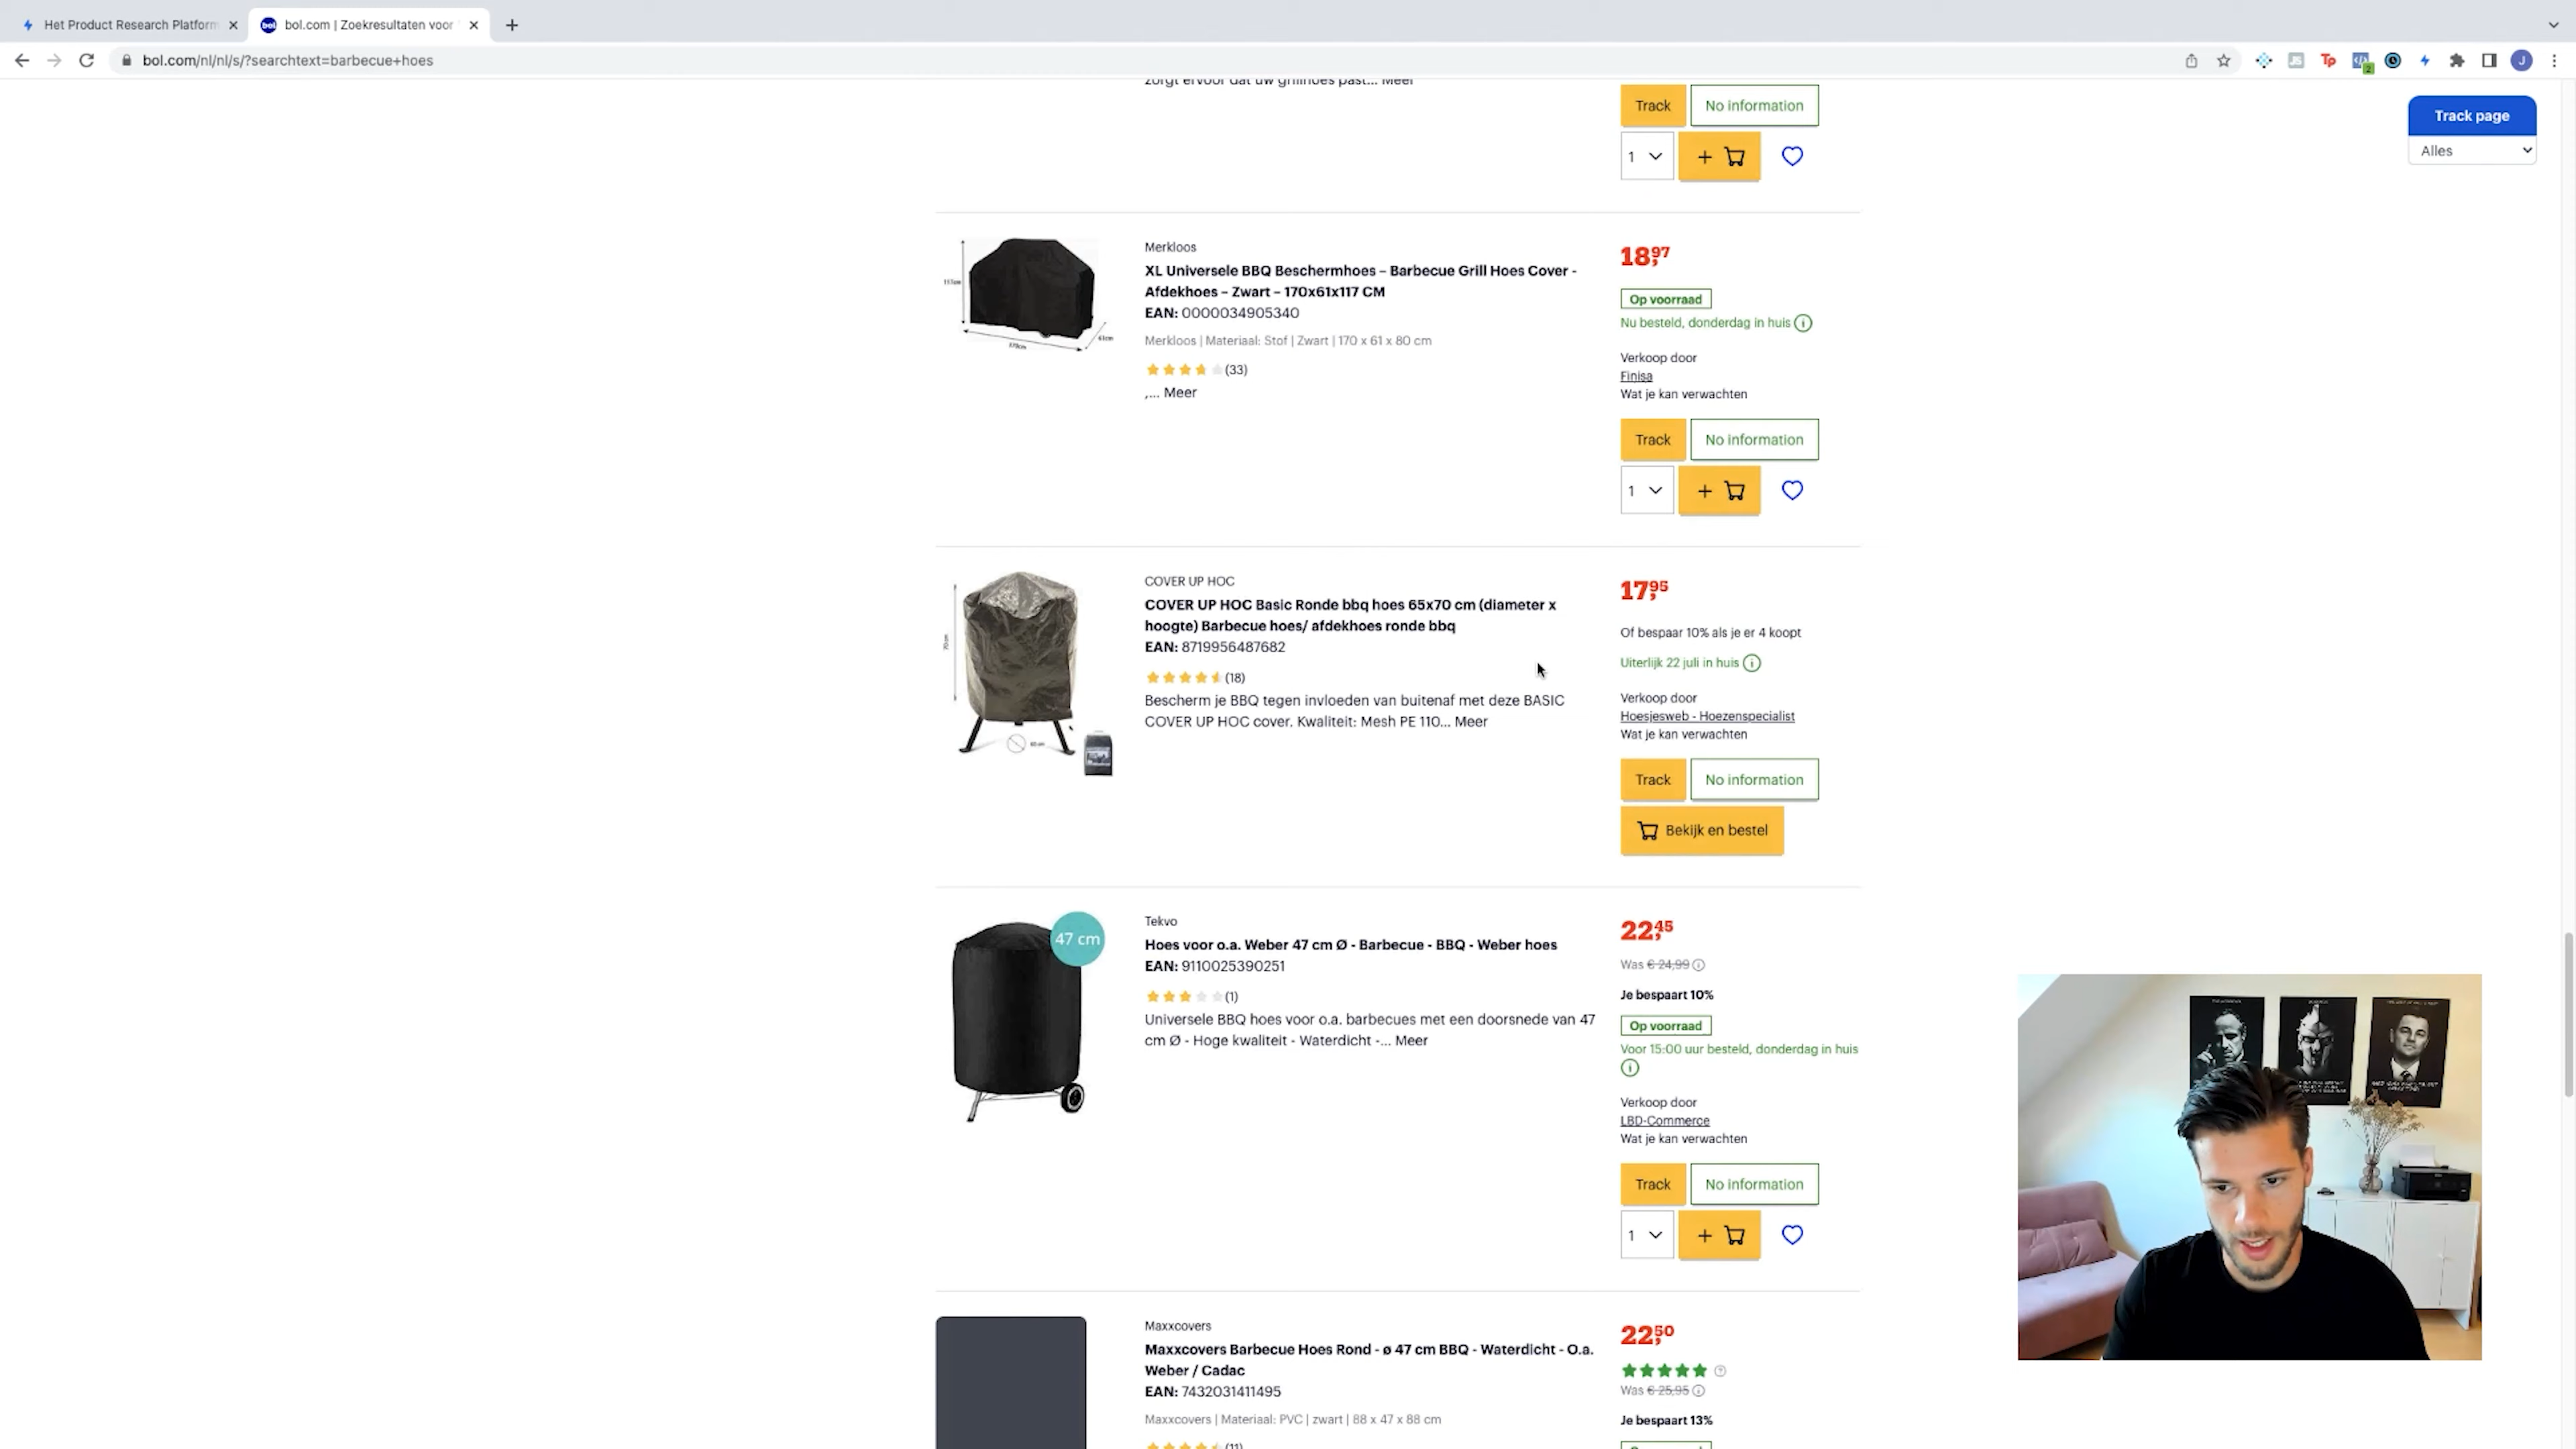 Het Product Research Platform
bol.com | Zoekresultaten voor
bol.com/nl/nl/s/?searchtext=barbecue+hoes
zorgt ervoor dat uw grillhoes past... Meer
Track No information
1 +
Track page
Alles
Merkloos
XL Universele BBQ Beschermhoes – Barbecue Grill Hoes Cover -
Afdekhoes – Zwart – 170x61x117 CM
EAN: 0000034905340
Merkloos | Materiaal: Stof | Zwart | 170 x 61 x 80 cm
(33)
,... Meer
117cm
170cm
61cm
18,97
Op voorraad
Nu besteld, donderdag in huis
Verkoop door
Finisa
Wat je kan verwachten
Track No information
1 +
COVER UP HOC
COVER UP HOC Basic Ronde bbq hoes 65x70 cm (diameter x
hoogte) Barbecue hoes/ afdekhoes ronde bbq
EAN: 8719956487682
(18)
Bescherm je BBQ tegen invloeden van buitenaf met deze BASIC
COVER UP HOC cover. Kwaliteit: Mesh PE 110... Meer
17,95
Of bespaar 10% als je er 4 koopt
Uiterlijk 22 juli in huis
Verkoop door
Hoesjesweb - Hoezenspecialist
Wat je kan verwachten
Track No information
Bekijk en bestel
47 cm
Tekvo
Hoes voor o.a. Weber 47 cm Ø - Barbecue - BBQ - Weber hoes
EAN: 9110025390251
(1)
Universele BBQ hoes voor o.a. barbecues met een doorsnede van 47
cm Ø - Hoge kwaliteit - Waterdicht -... Meer
22,45
Was € 24,99
Je bespaart 10%
Op voorraad
Voor 15:00 uur besteld, donderdag in huis
Verkoop door
LBD-Commerce
Wat je kan verwachten
Track No information
1 +
Maxxcovers
Maxxcovers Barbecue Hoes Rond - ø 47 cm BBQ - Waterdicht - O.a.
Weber / Cadac
EAN: 7432031411495
Maxxcovers | Materiaal: PVC | zwart | 88 x 47 x 88 cm
(11)
22,50
Was € 25,95
Je bespaart 13%